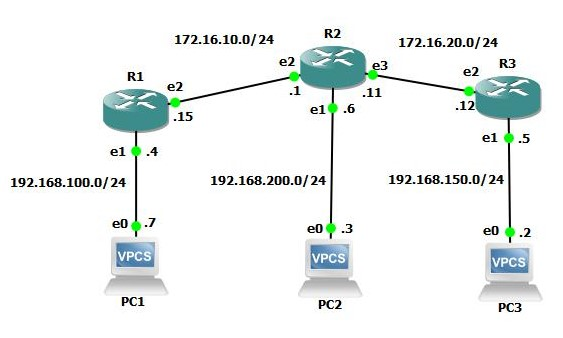 R2
172.16.10.0/24
172.16.20.0/24
e2
e3
R3
R1
e2
e2
.1
.11
.15
.12
e1
.6
e1
.5
e1
.4
192.168.100.0/24
192.168.200.0/24
192.168.150.0/24
e0
.7
e0
.3
e0
.2
VPCS
VPCS
VPCS
PC1
PC2
PC3